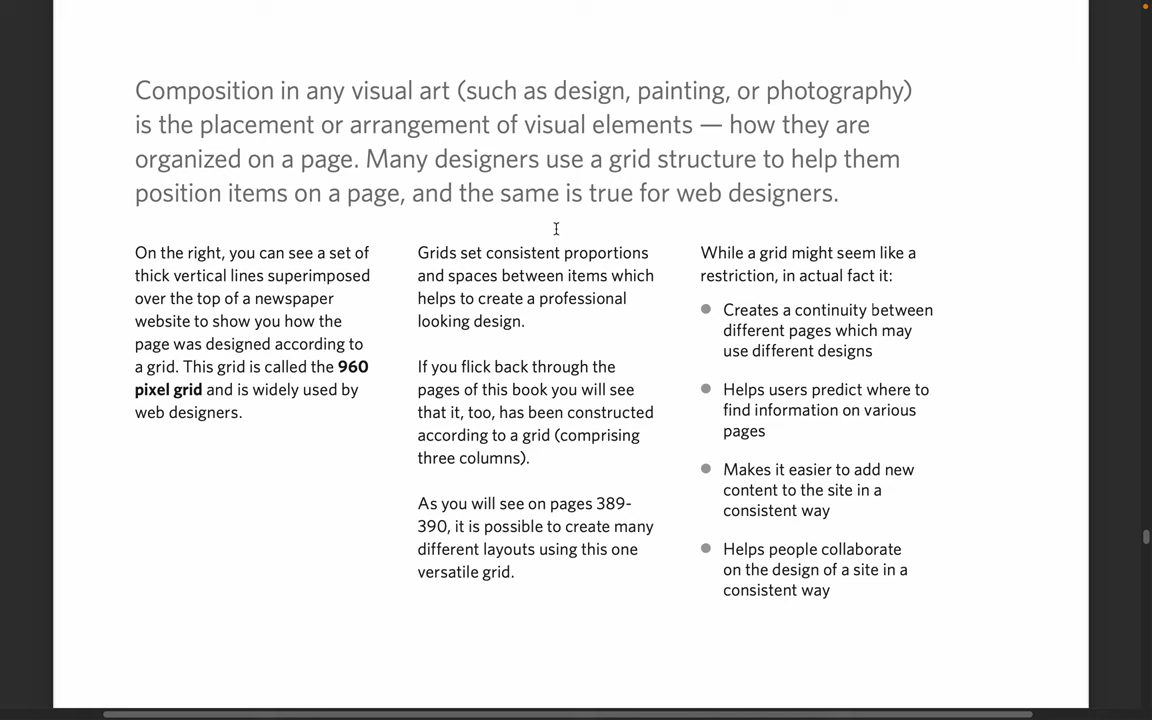 Composition in any visual art (such as design, painting, or photography)
is the placement or arrangement of visual elements — how they are
organized on a page. Many designers use a grid structure to help them
position items on a page, and the same is true for web designers.
On the right, you can see a set of
thick vertical lines superimposed
over the top of a newspaper
website to show you how the
page was designed according to
a grid. This grid is called the 960
pixel grid and is widely used by
web designers.
Grids set consistent proportions
and spaces between items which
helps to create a professional
looking design.
If you flick back through the
pages of this book you will see
that it, too, has been constructed
according to a grid (comprising
three columns).
As you will see on pages 389-
390, it is possible to create many
different layouts using this one
versatile grid.
While a grid might seem like a
restriction, in actual fact it:
Creates a continuity between
different pages which may
use different designs
Helps users predict where to
find information on various
pages
Makes it easier to add new
content to the site in a
consistent way
Helps people collaborate
on the design of a site in a
consistent way